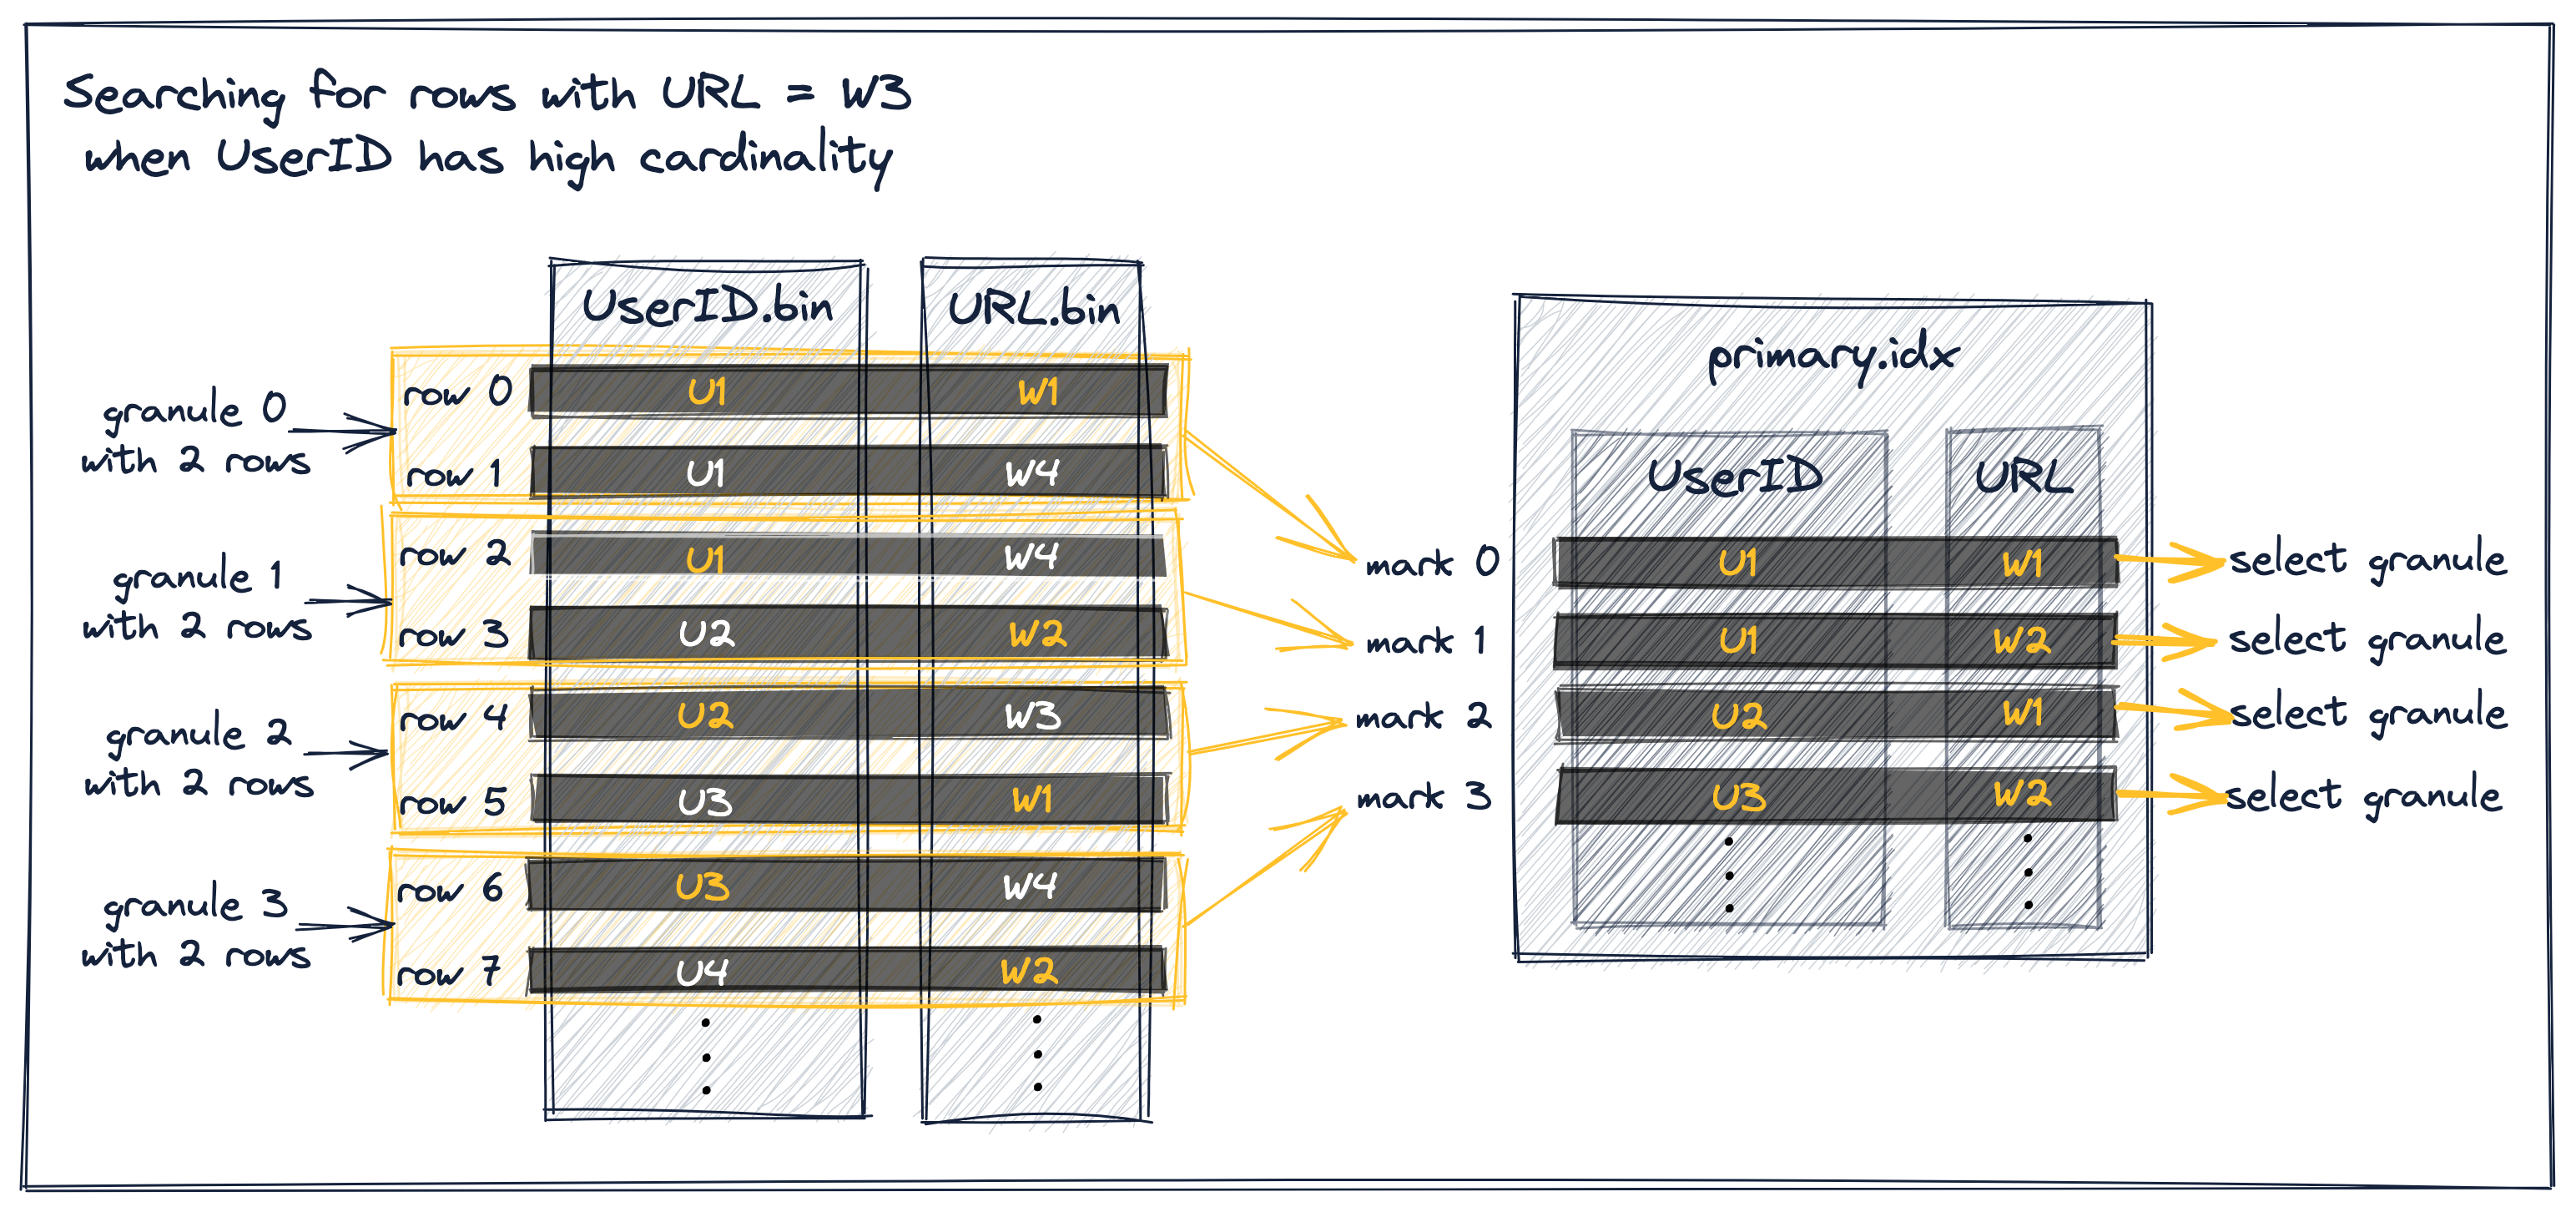 Searching for rows with URL = W3
when UserID has high cardinality
UserID.bin URL.bin
primary.idx
granule 0
with 2 rows
row 0 U1 W1
row 1 U1 W4
granule 1
with 2 rows
row 2 U1 W4
row 3 U2 W2
granule 2
with 2 rows
row 4 U2 W3
row 5 U3 W1
granule 3
with 2 rows
row 6 U3 W4
row 7 U4 W2
UserID URL
mark 0 U1 W1 select granule
mark 1 U1 W2 select granule
mark 2 U2 W1 select granule
mark 3 U3 W2 select granule